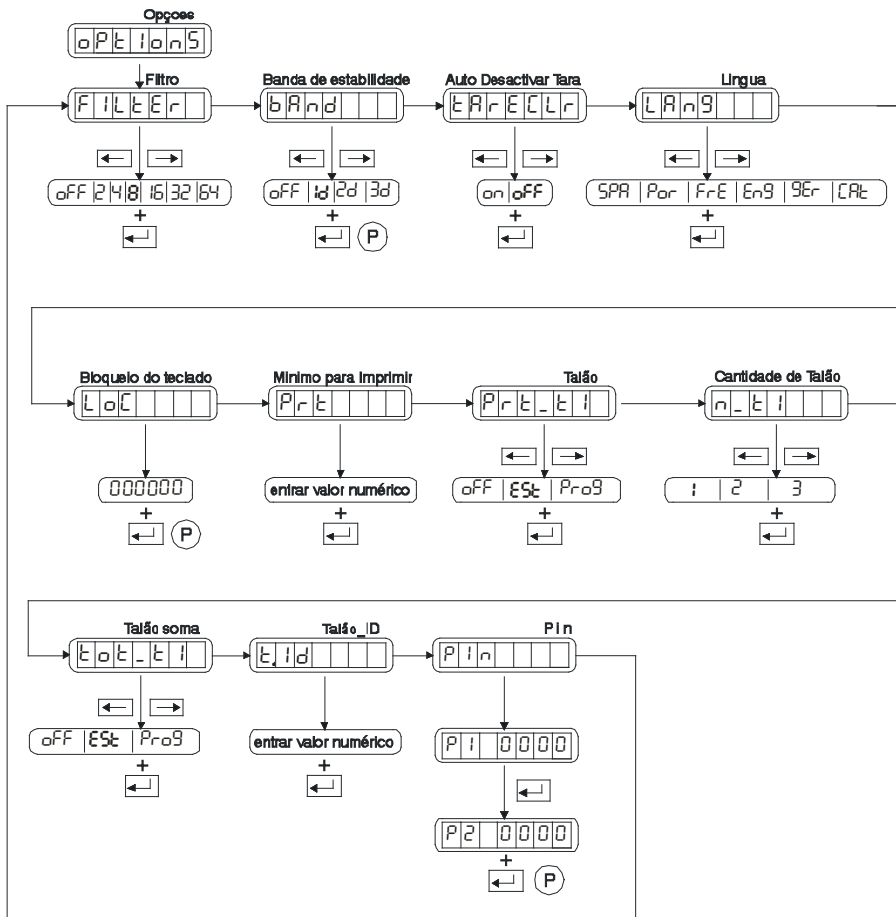 Opçoes
oPtIonS
Filtro
Banda de estabilidade
Auto Desactivar Tara
Lingua
FILtEr
bAnd
tArECLr
LAng
oFF | 2 | 4 | 8 | 16 | 32 | 64
oFF | 1d | 2d | 3d
on | oFF
SPA | Por | FrE | Eng | gEr | CAt
+
+
+
+
P
Bloqueio do teclado
Minimo para Imprimir
Talão
Cantidade de Talão
LoC
Prt
Prt_t1
n_t1
000000
entrar valor numérico
oFF | ESt | Prog
1 | 2 | 3
+
+
+
+
P
Talão soma
Talão_ID
Pin
tot_t1
t.Id
PIn
oFF | ESt | Prog
entrar valor numérico
P1 0000
+
+
P2 0000
+
P